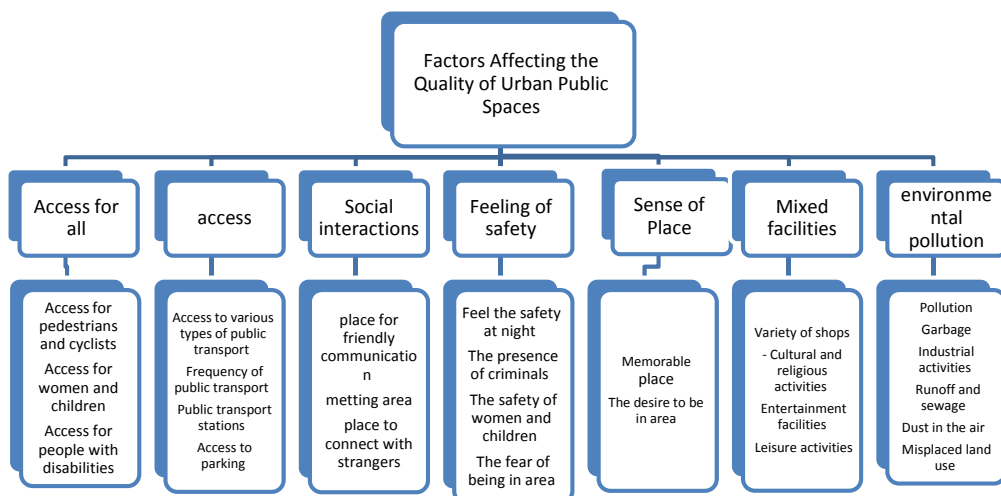 Factors Affecting the
Quality of Urban Public
Spaces
Access for
all
access
Social
interactions
Feeling of
safety
Sense of
Place
Mixed
facilities
environme
ntal
pollution
Access for
pedestrians
and cyclists
Access for
women and
children
Access for
people with
disabilities
Access to various
types of public
transport
Frequency of
public transport
Public transport
stations
Access to
parking
place for
friendly
communicatio
n
metting area
place to
connect with
strangers
Feel the safety
at night
The presence
of criminals
The safety of
women and
children
The fear of
being in area
Memorable
place
The desire to be
in area
Variety of shops
- Cultural and
religious
activities
Entertainment
facilities
Leisure activities
Pollution
Garbage
Industrial
activities
Runoff and
sewage
Dust in the air
Misplaced land
use